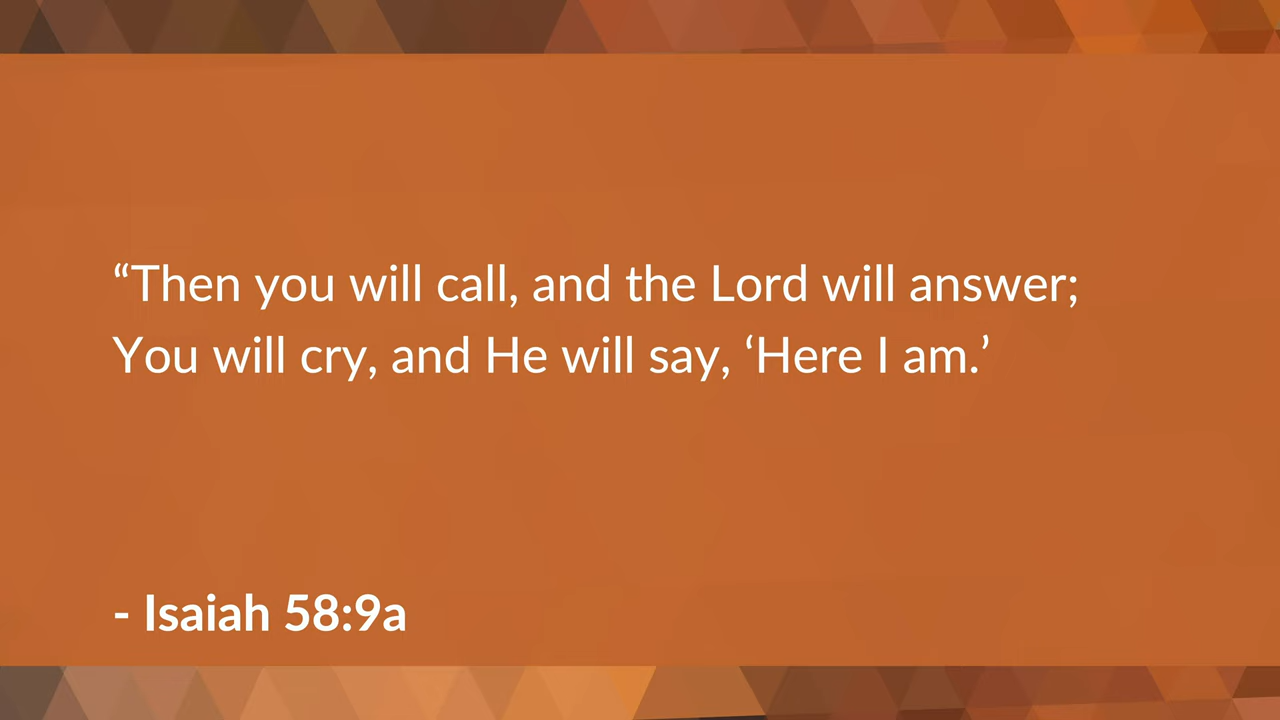 “Then you will call, and the Lord will answer;
You will cry, and He will say, ‘Here I am.’
- Isaiah 58:9a